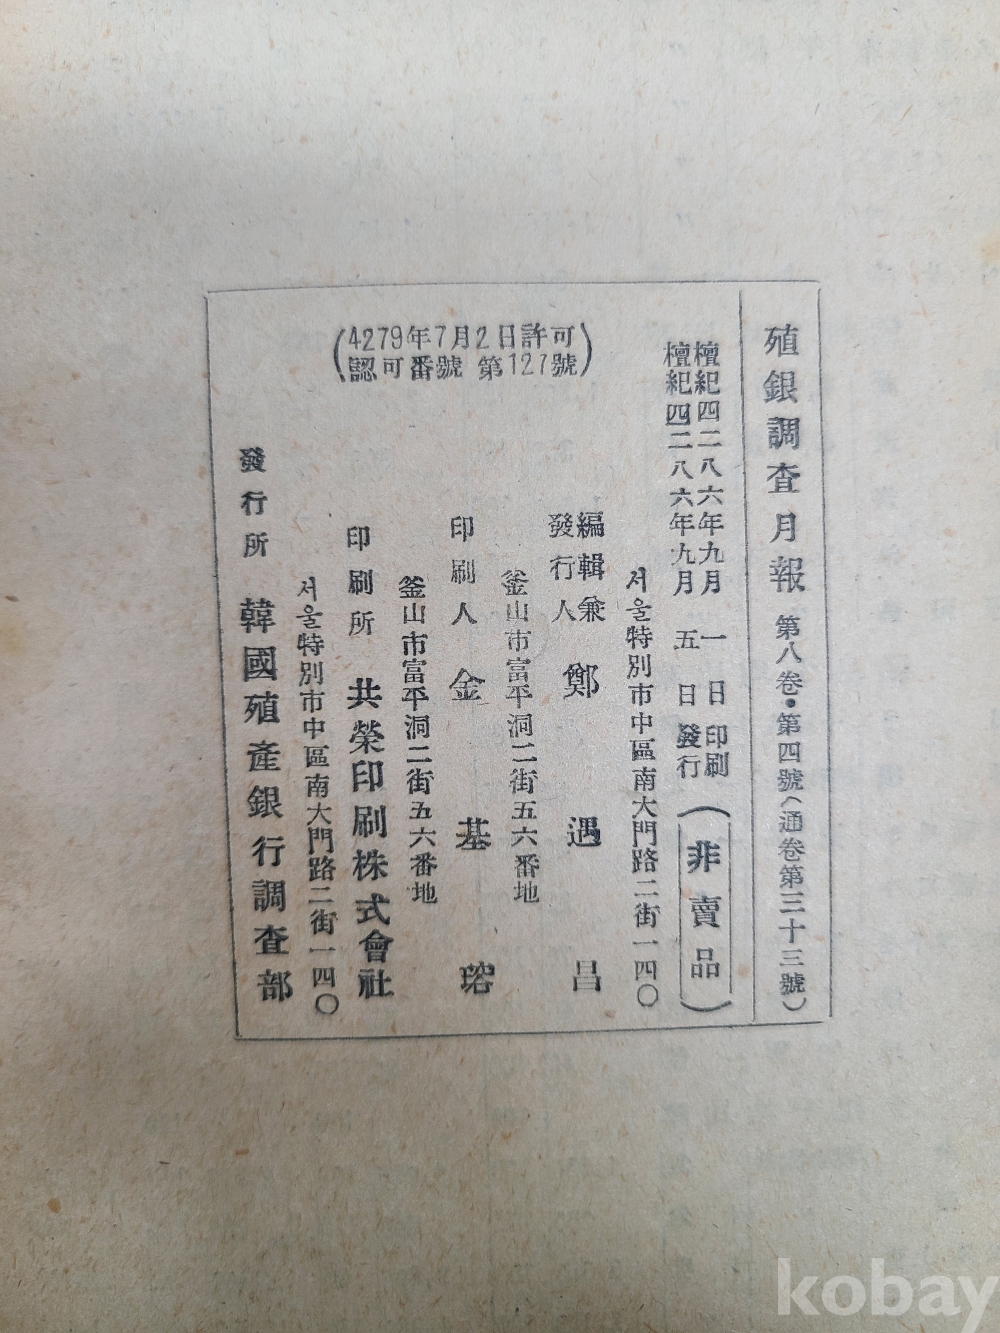 殖銀調査月報 第八卷・第四號(通卷第三十三號)
檀紀四二八六年九月 一 日 印刷
檀紀四二八六年九月 五 日 發行
(非賣品)
서울特別市中區南大門路二街一四〇
編輯兼
發行人 鄭遇昌
釜山市富平洞二街五六番地
印刷人 金基瑢
釜山市富平洞二街五六番地
印刷所 共榮印刷株式會社
서울特別市中區南大門路二街一四〇
發行所 韓國殖產銀行調査部
(4279年7月2日許可
認可番號 第127號)
kobay